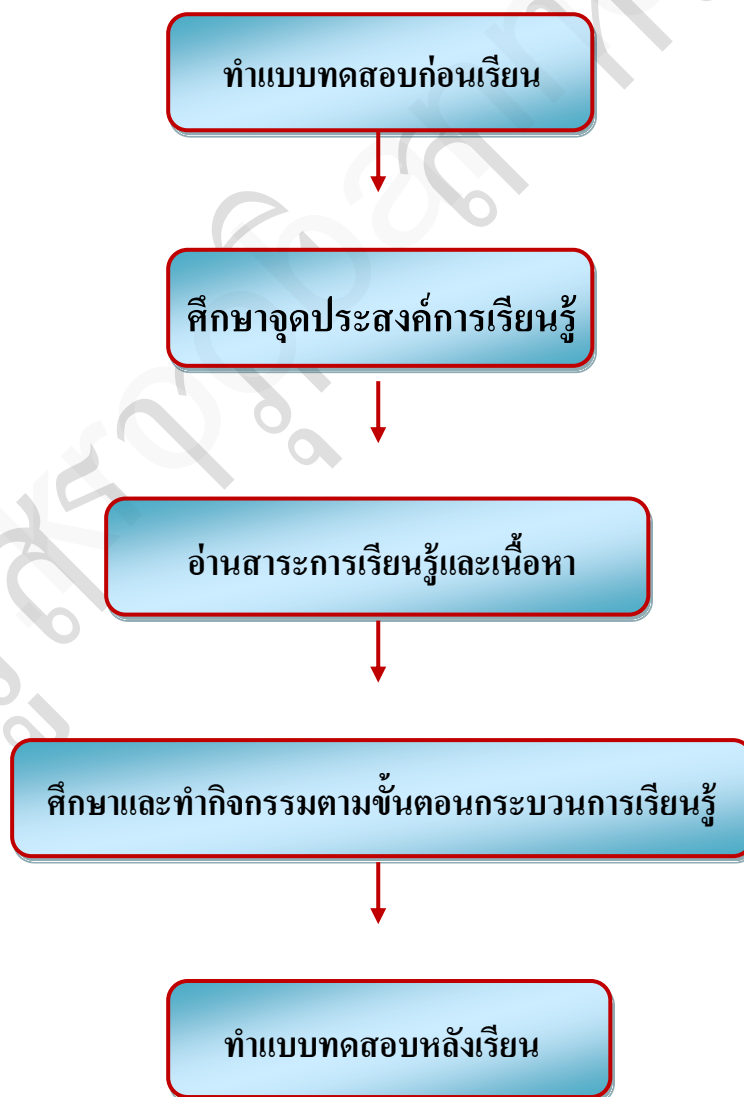 ทำแบบทดสอบก่อนเรียน
ศึกษาจุดประสงค์การเรียนรู้
อ่านสาระการเรียนรู้และเนื้อหา
ศึกษาและทำกิจกรรมตามขั้นตอนกระบวนการเรียนรู้
ทำแบบทดสอบหลังเรียน